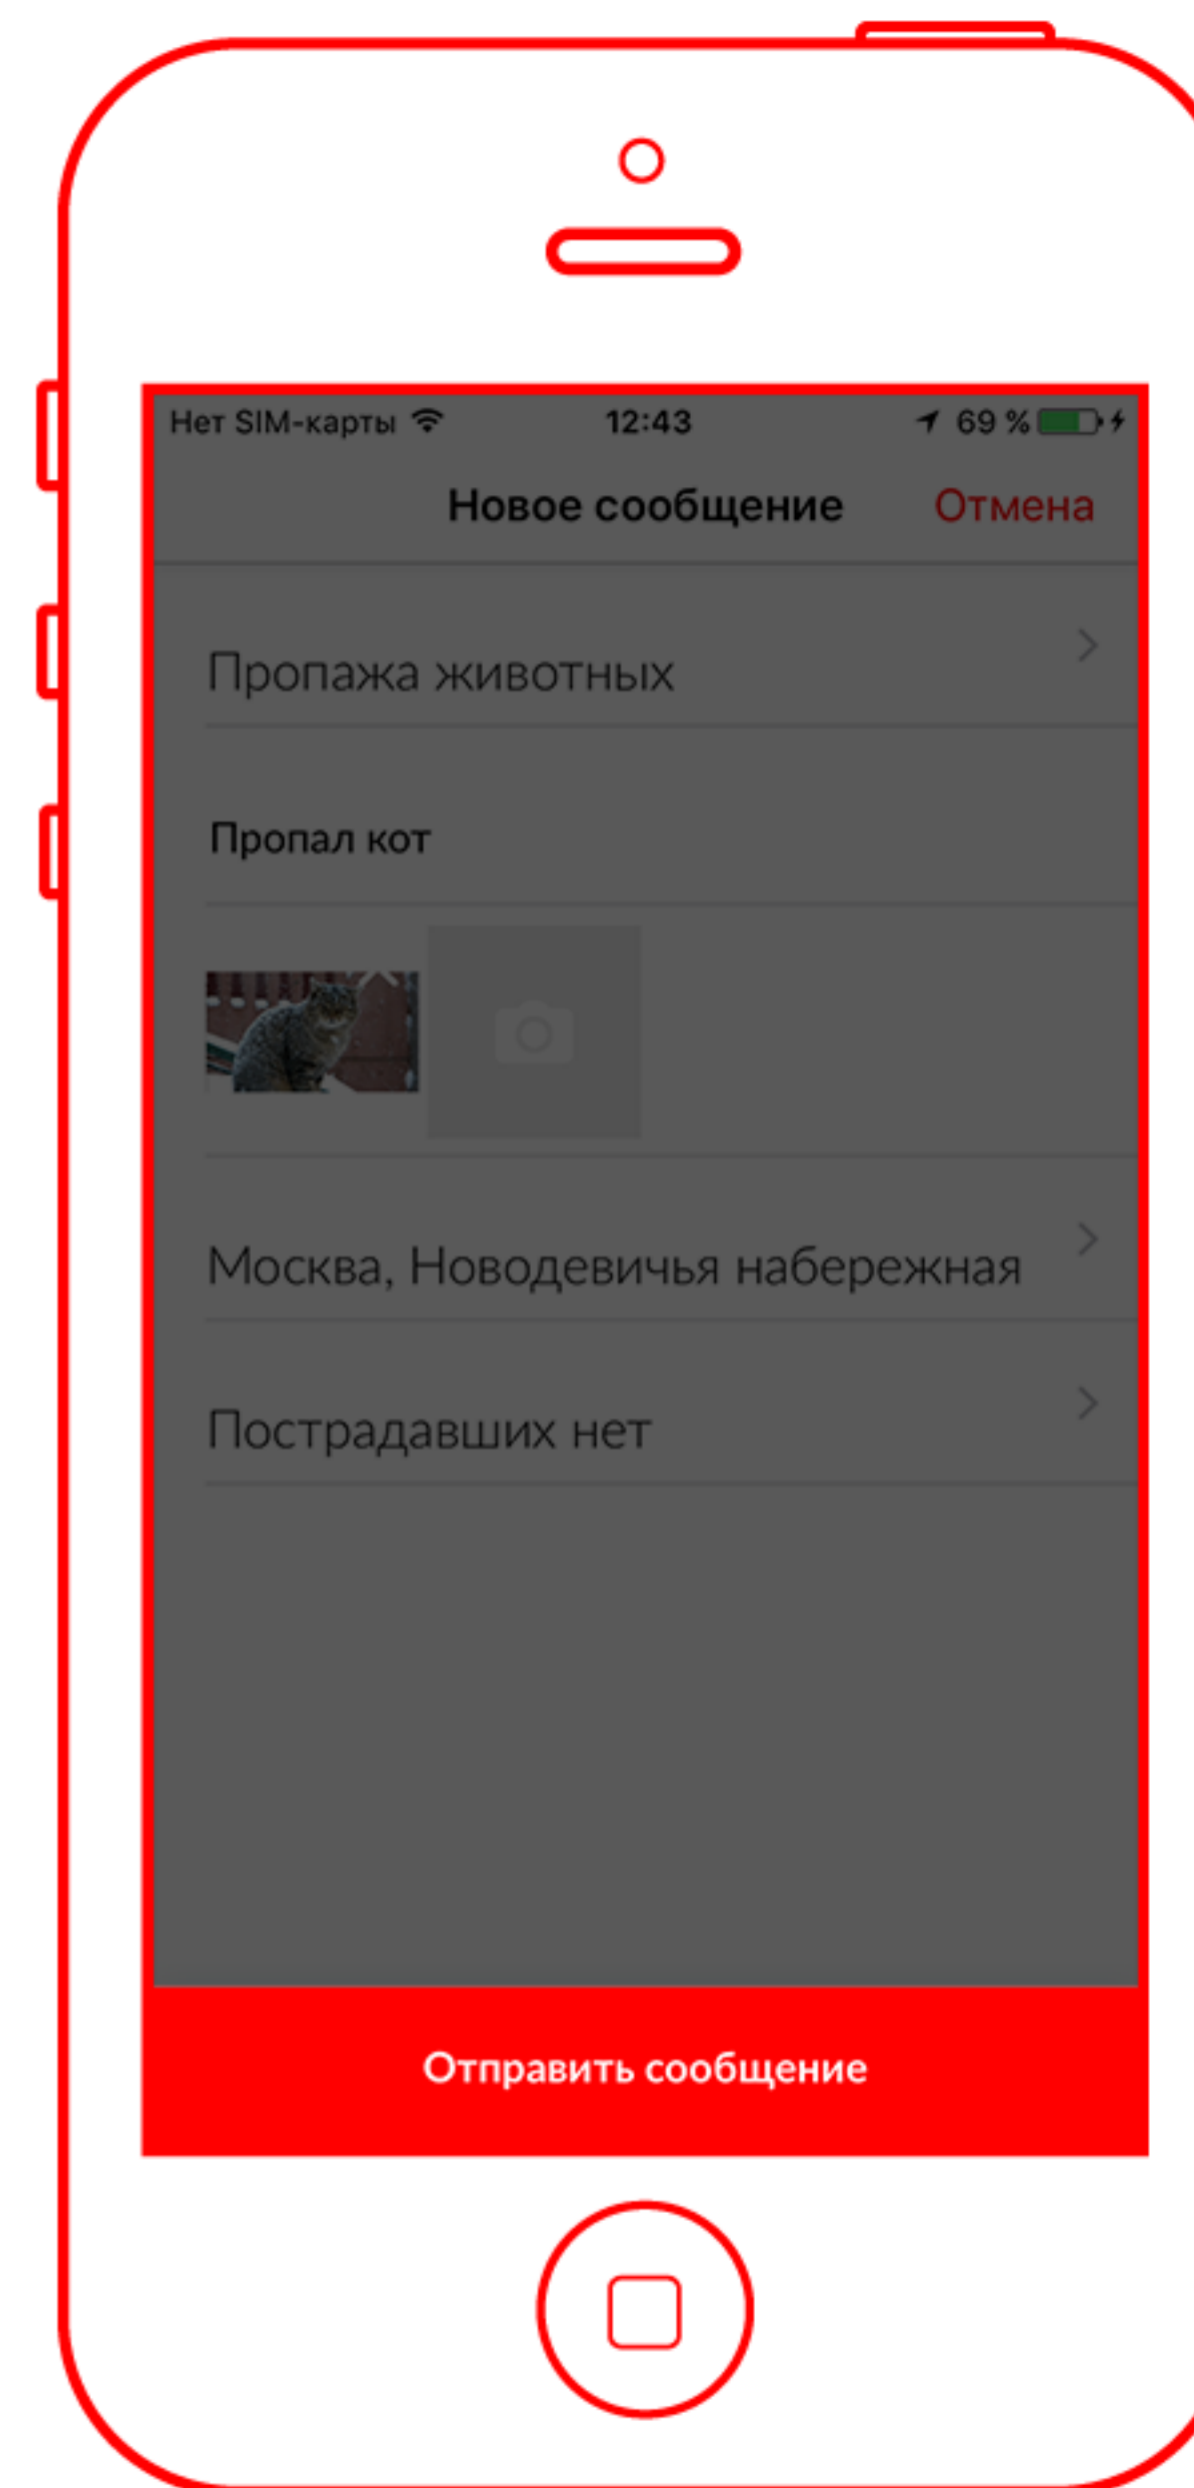 Нет SIM-карты 12:43 69 %
Новое сообщение Отмена
Пропажа животных
Пропал кот
Москва, Новодевичья набережная
Пострадавших нет
Отправить сообщение